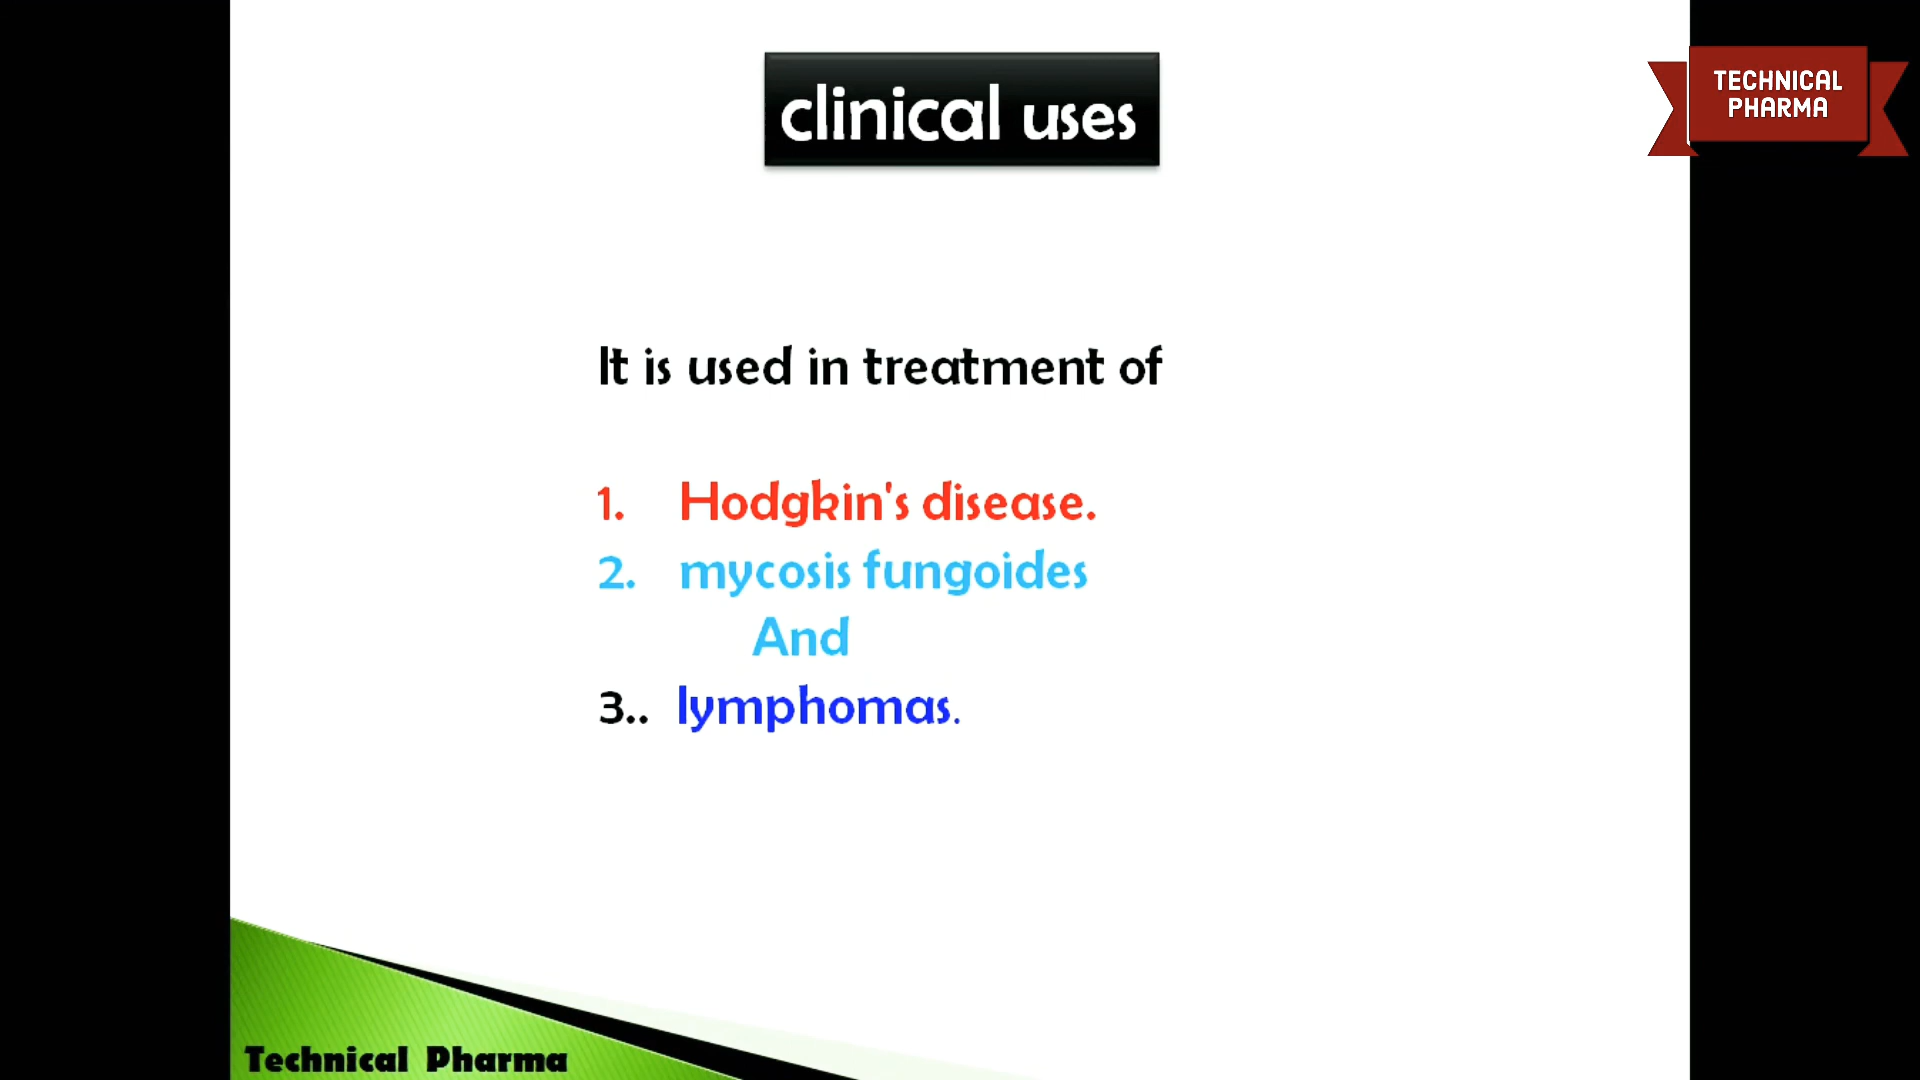 clinical uses
TECHNICAL
PHARMA
It is used in treatment of
1. Hodgkin's disease.
2. mycosis fungoides
And
3.. lymphomas.
Technical Pharma